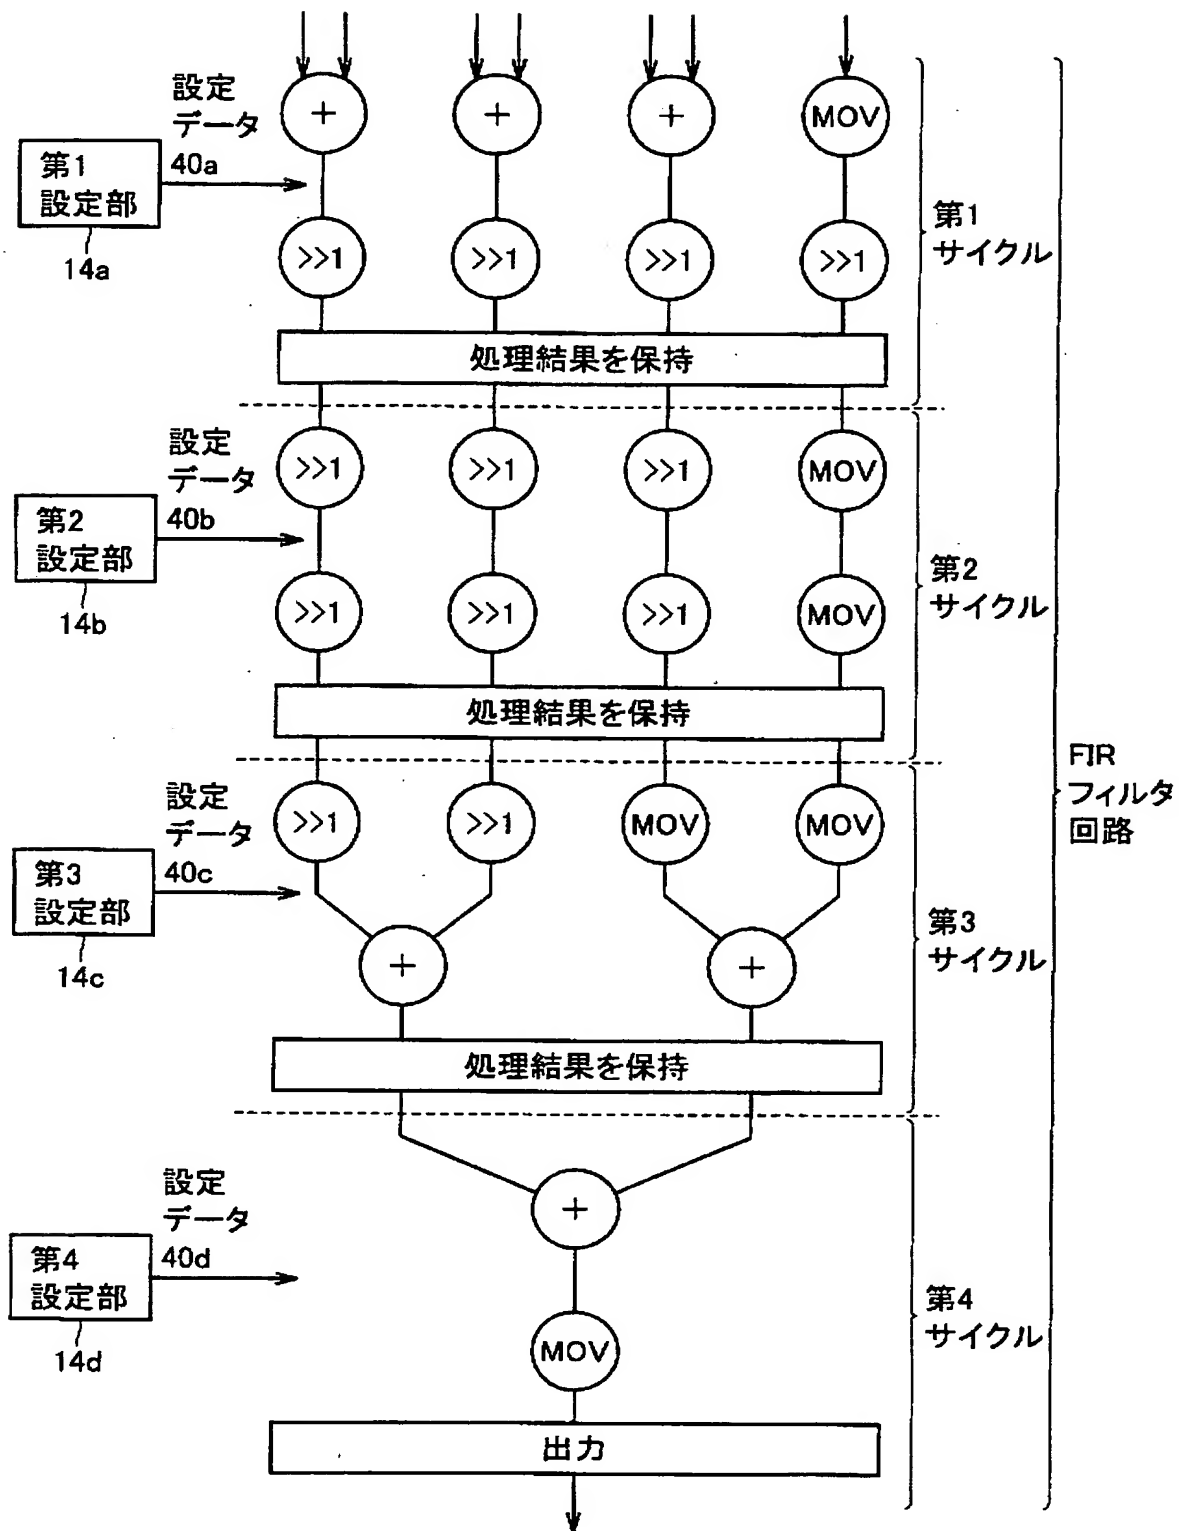 + + + MOV
設定
データ
40a
第1
設定部
14a
>>1 >>1 >>1 >>1
第1
サイクル
処理結果を保持
設定
データ
40b
第2
設定部
14b
>>1 >>1 >>1 MOV
>>1 >>1 >>1 MOV
第2
サイクル
処理結果を保持
設定
データ
40c
第3
設定部
14c
>>1 >>1 MOV MOV
+ +
第3
サイクル
処理結果を保持
設定
データ
40d
第4
設定部
14d
+
MOV
第4
サイクル
出力
FIR
フィルタ
回路